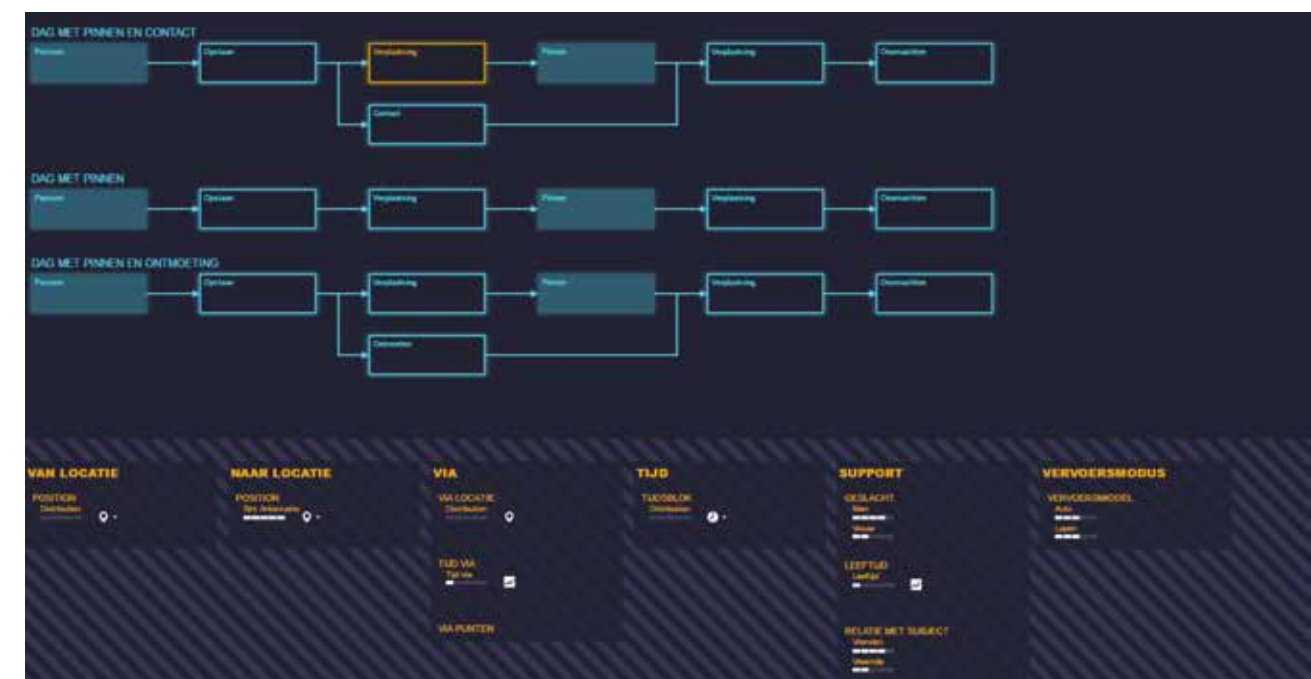 DAG MET PINNEN EN CONTACT
Persoon
Opstaan
Verplaatsing
Pinnen
Verplaatsing
Overnachten
Contact
DAG MET PINNEN
Persoon
Opstaan
Verplaatsing
Pinnen
Verplaatsing
Overnachten
DAG MET PINNEN EN ONTMOETING
Persoon
Opstaan
Verplaatsing
Pinnen
Verplaatsing
Overnachten
Ontmoeten
VAN LOCATIE
NAAR LOCATIE
VIA
TIJD
SUPPORT
VERVOERSMODUS
POSITION
Distribution
POSITION
VIA LOCATIE
Distribution
TIJDSBLOK
Distribution
GESLACHT
Man
Vrouw
VERVOERSMODEL
Auto
Lopen
TIJD VIA
Tijd via
LEEFTIJD
Leeftijd
VIA PUNTEN
RELATIE MET SUBJECT
Vrienden
Vreemde